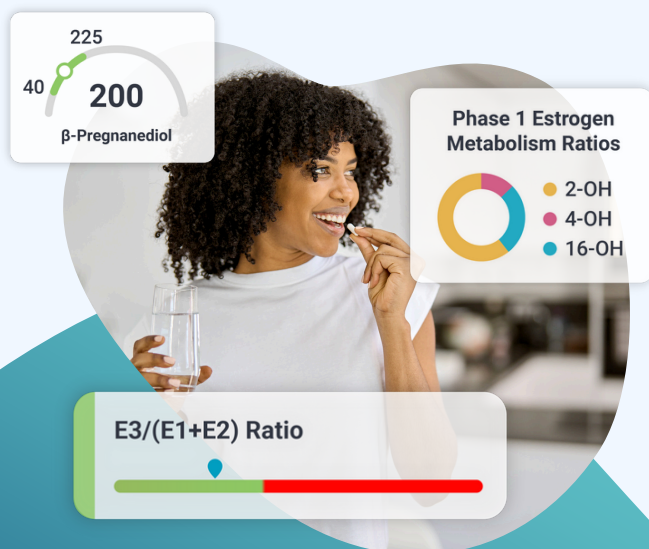 225
40
200
β-Pregnanediol
Phase 1 Estrogen
Metabolism Ratios
2-OH
4-OH
16-OH
E3/(E1+E2) Ratio